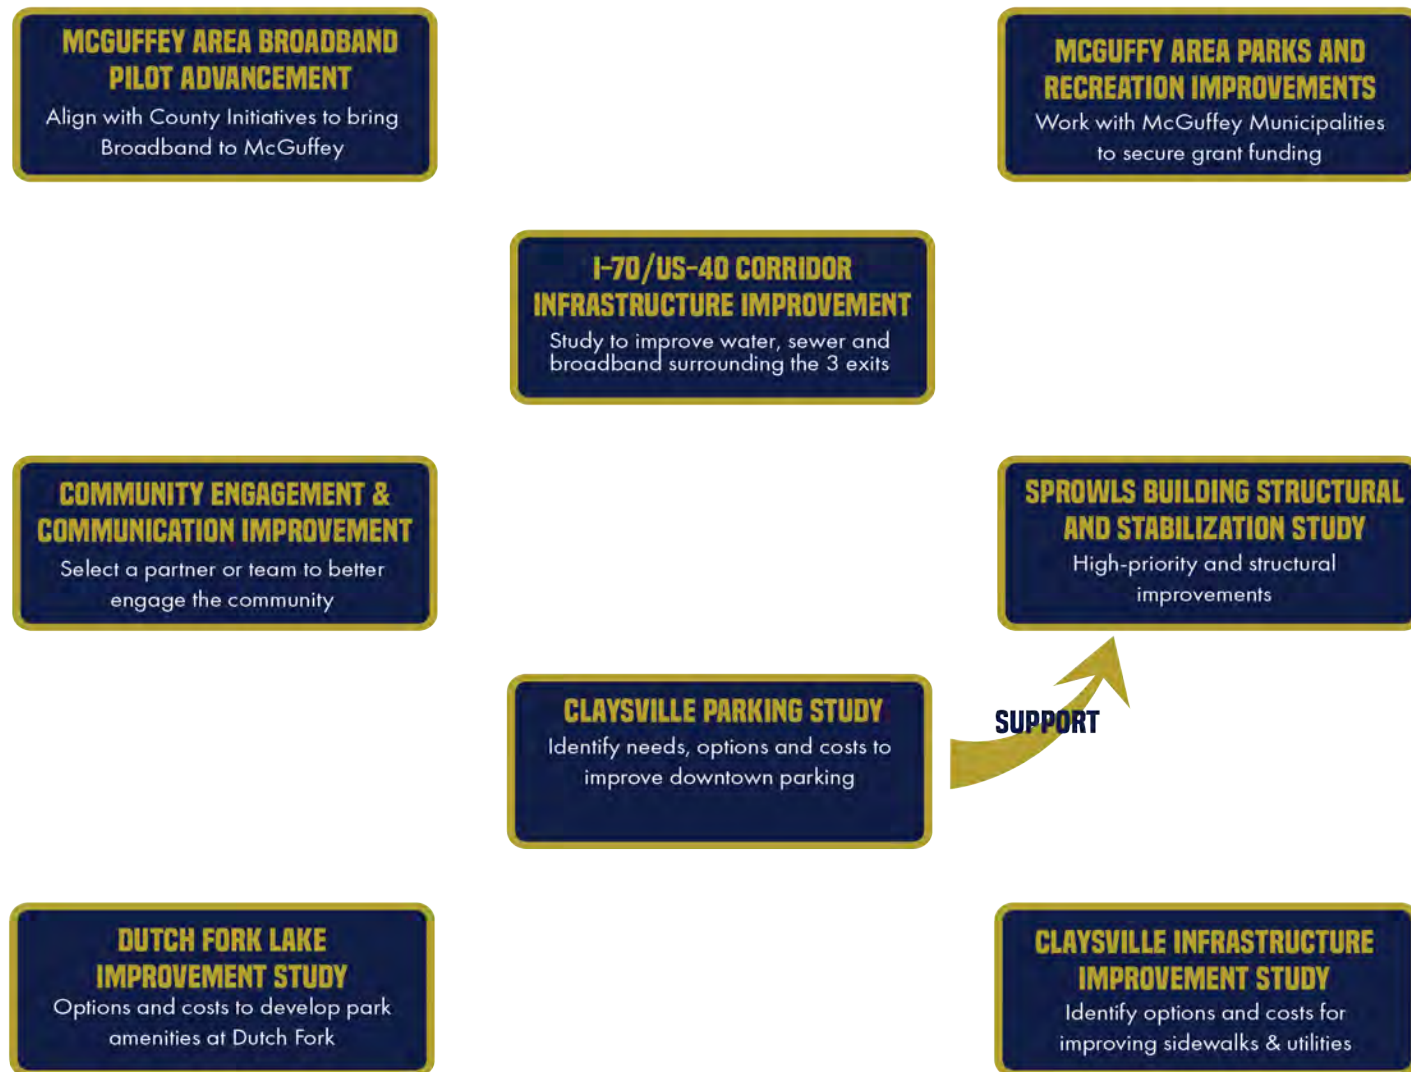 MCGUFFEY AREA BROADBAND
PILOT ADVANCEMENT
Align with County Initiatives to bring
Broadband to McGuffey
MCGUFFY AREA PARKS AND
RECREATION IMPROVEMENTS
Work with McGuffey Municipalities
to secure grant funding
I-70/US-40 CORRIDOR
INFRASTRUCTURE IMPROVEMENT
Study to improve water, sewer and
broadband surrounding the 3 exits
COMMUNITY ENGAGEMENT &
COMMUNICATION IMPROVEMENT
Select a partner or team to better
engage the community
SPROWLS BUILDING STRUCTURAL
AND STABILIZATION STUDY
High-priority and structural
improvements
CLAYSVILLE PARKING STUDY
Identify needs, options and costs to
improve downtown parking
SUPPORT
DUTCH FORK LAKE
IMPROVEMENT STUDY
Options and costs to develop park
amenities at Dutch Fork
CLAYSVILLE INFRASTRUCTURE
IMPROVEMENT STUDY
Identify options and costs for
improving sidewalks & utilities